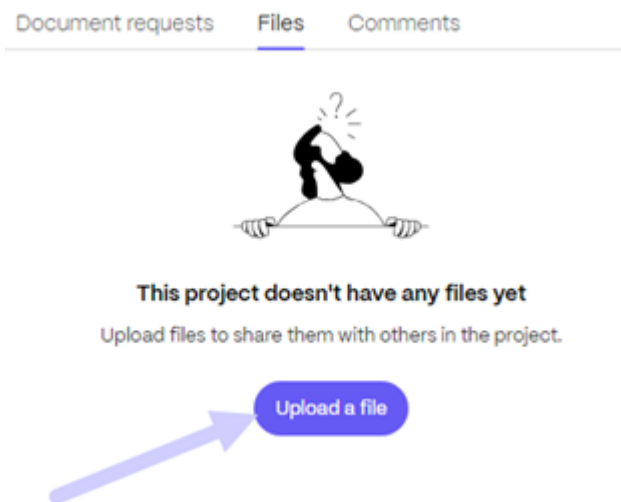 Document requests Files Comments
?
This project doesn't have any files yet
Upload files to share them with others in the project.
Upload a file